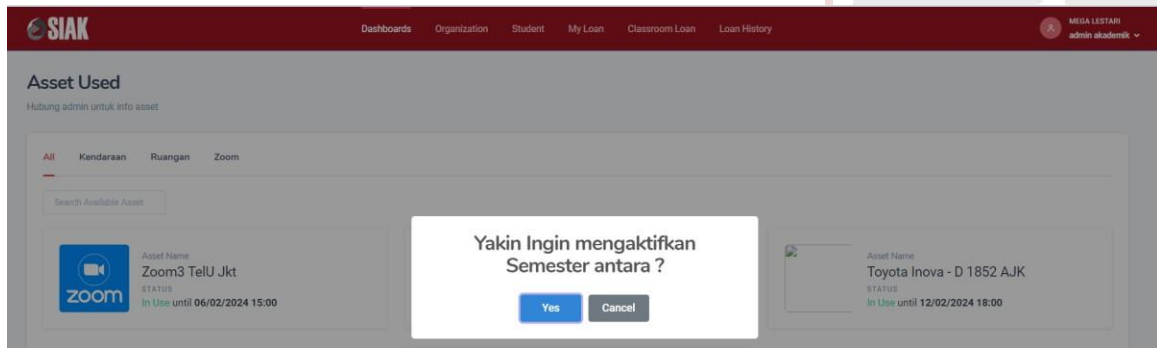 SIAK
Dashboards Organization Student My Loan Classroom Loan Loan History
MEGA LESTARI
admin akademik
Asset Used
Hubung admin untuk info asset
All Kendaraan Ruangan Zoom
Search Available Asset
zoom
Asset Name
Zoom3 TelU Jkt
STATUS
In Use until 06/02/2024 15:00
Yakin Ingin mengaktifkan
Semester antara ?
Yes Cancel
Asset Name
Toyota Inova - D 1852 AJK
STATUS
In Use until 12/02/2024 18:00